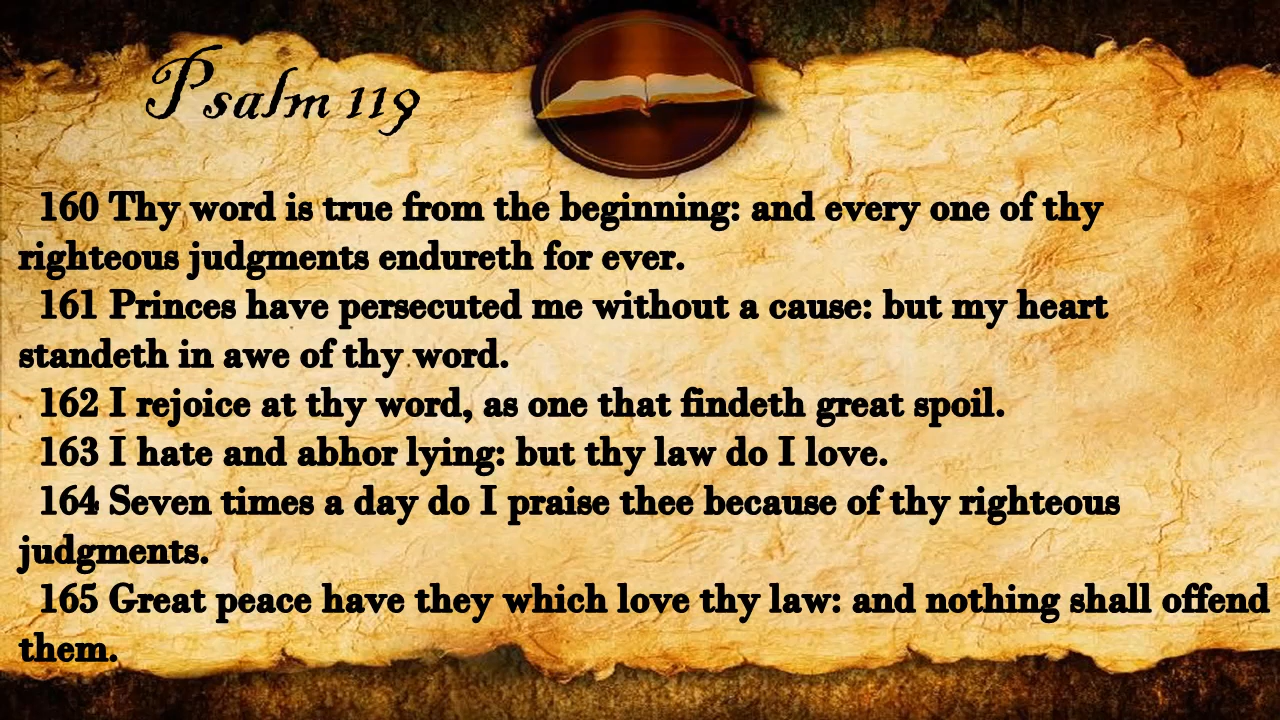 Psalm 119
160 Thy word is true from the beginning: and every one of thy
righteous judgments endureth for ever.
161 Princes have persecuted me without a cause: but my heart
standeth in awe of thy word.
162 I rejoice at thy word, as one that findeth great spoil.
163 I hate and abhor lying: but thy law do I love.
164 Seven times a day do I praise thee because of thy righteous
judgments.
165 Great peace have they which love thy law: and nothing shall offend
them.